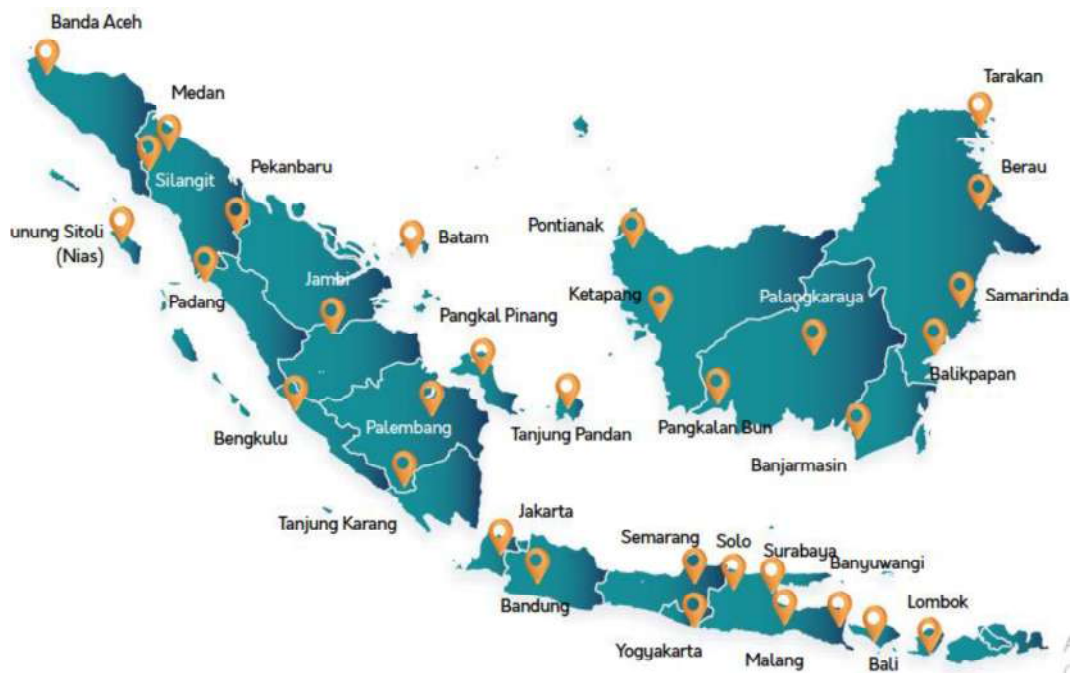 Banda Aceh
Tarakan
Medan
Pekanbaru
Berau
Silangit
Pontianak
unung Sitoli
(Nias)
Batam
Jambi
Ketapang
Palangkaraya
Samarinda
Padang
Pangkal Pinang
Balikpapan
Palembang
Bengkulu
Tanjung Pandan
Pangkalan Bun
Banjarmasin
Tanjung Karang
Jakarta
Semarang
Solo
Surabaya
Banyuwangi
Bandung
Lombok
Yogyakarta
Malang
Bali